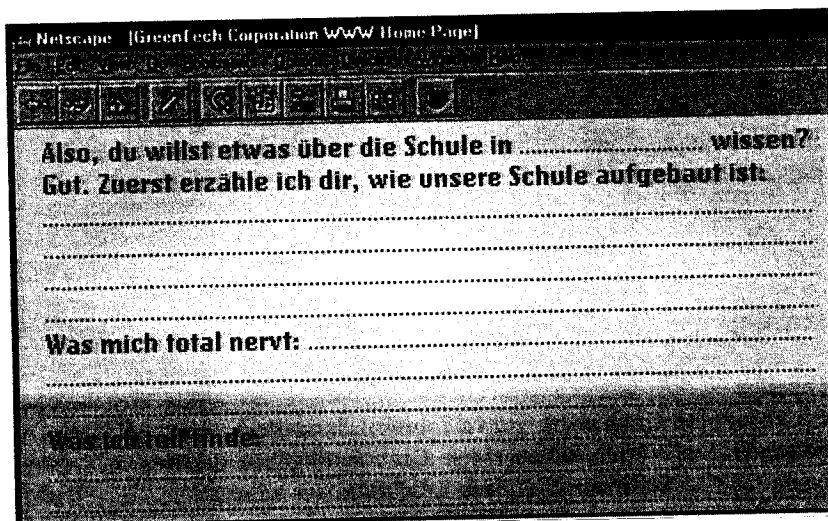 Netscape - [GreenTech Corporation WWW Home Page]
Also, du willst etwas über die Schule in ........................... wissen?
Gut. Zuerst erzähle ich dir, wie unsere Schule aufgebaut ist:
Was mich total nervt:
Was ich toll finde: